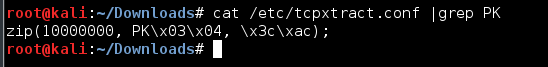 root@kali:~/Downloads# cat /etc/tcpxtract.conf |grep PK
zip(10000000, PK\x03\x04, \x3c\xac);
root@kali:~/Downloads#